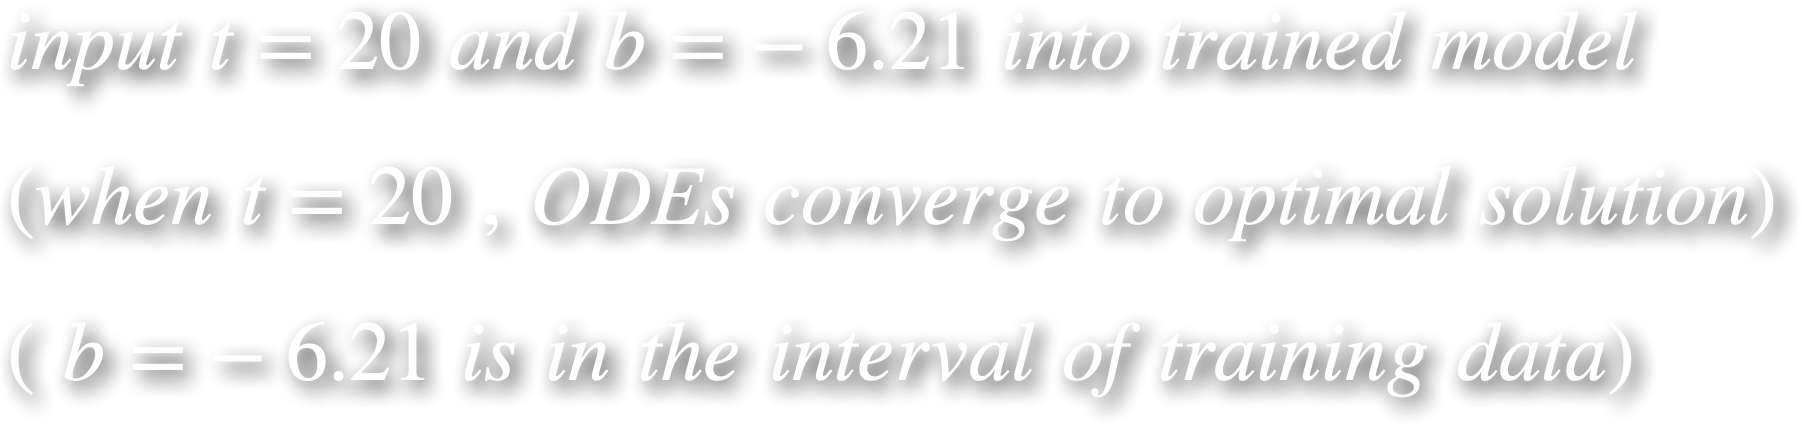 input t = 20 and b = − 6.21 into trained model
(when t = 20 , ODEs converge to optimal solution)
( b = − 6.21 is in the interval of training data)